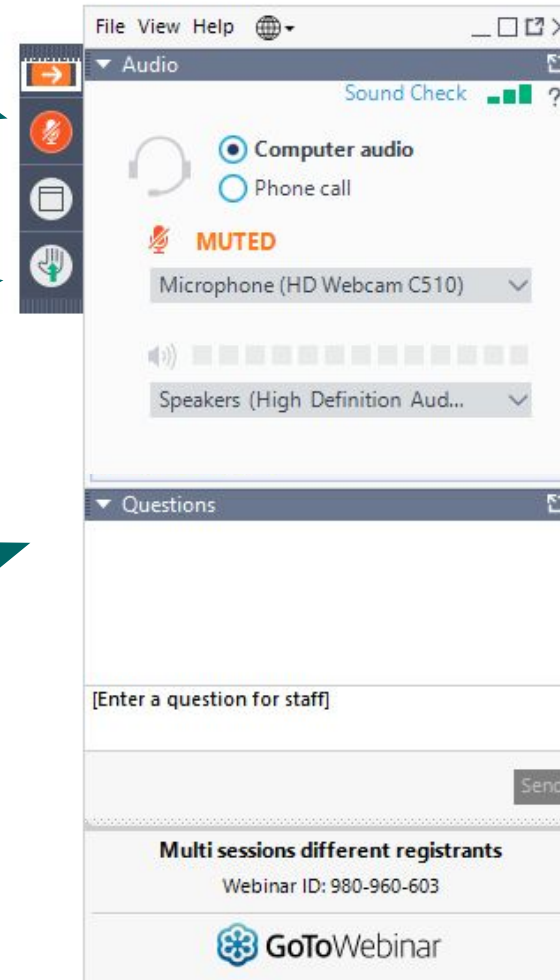 File View Help
Audio
Sound Check ?
Computer audio
Phone call
MUTED
Microphone (HD Webcam C510)
Speakers (High Definition Aud...
Questions
[Enter a question for staff]
Send
Multi sessions different registrants
Webinar ID: 980-960-603
GoToWebinar